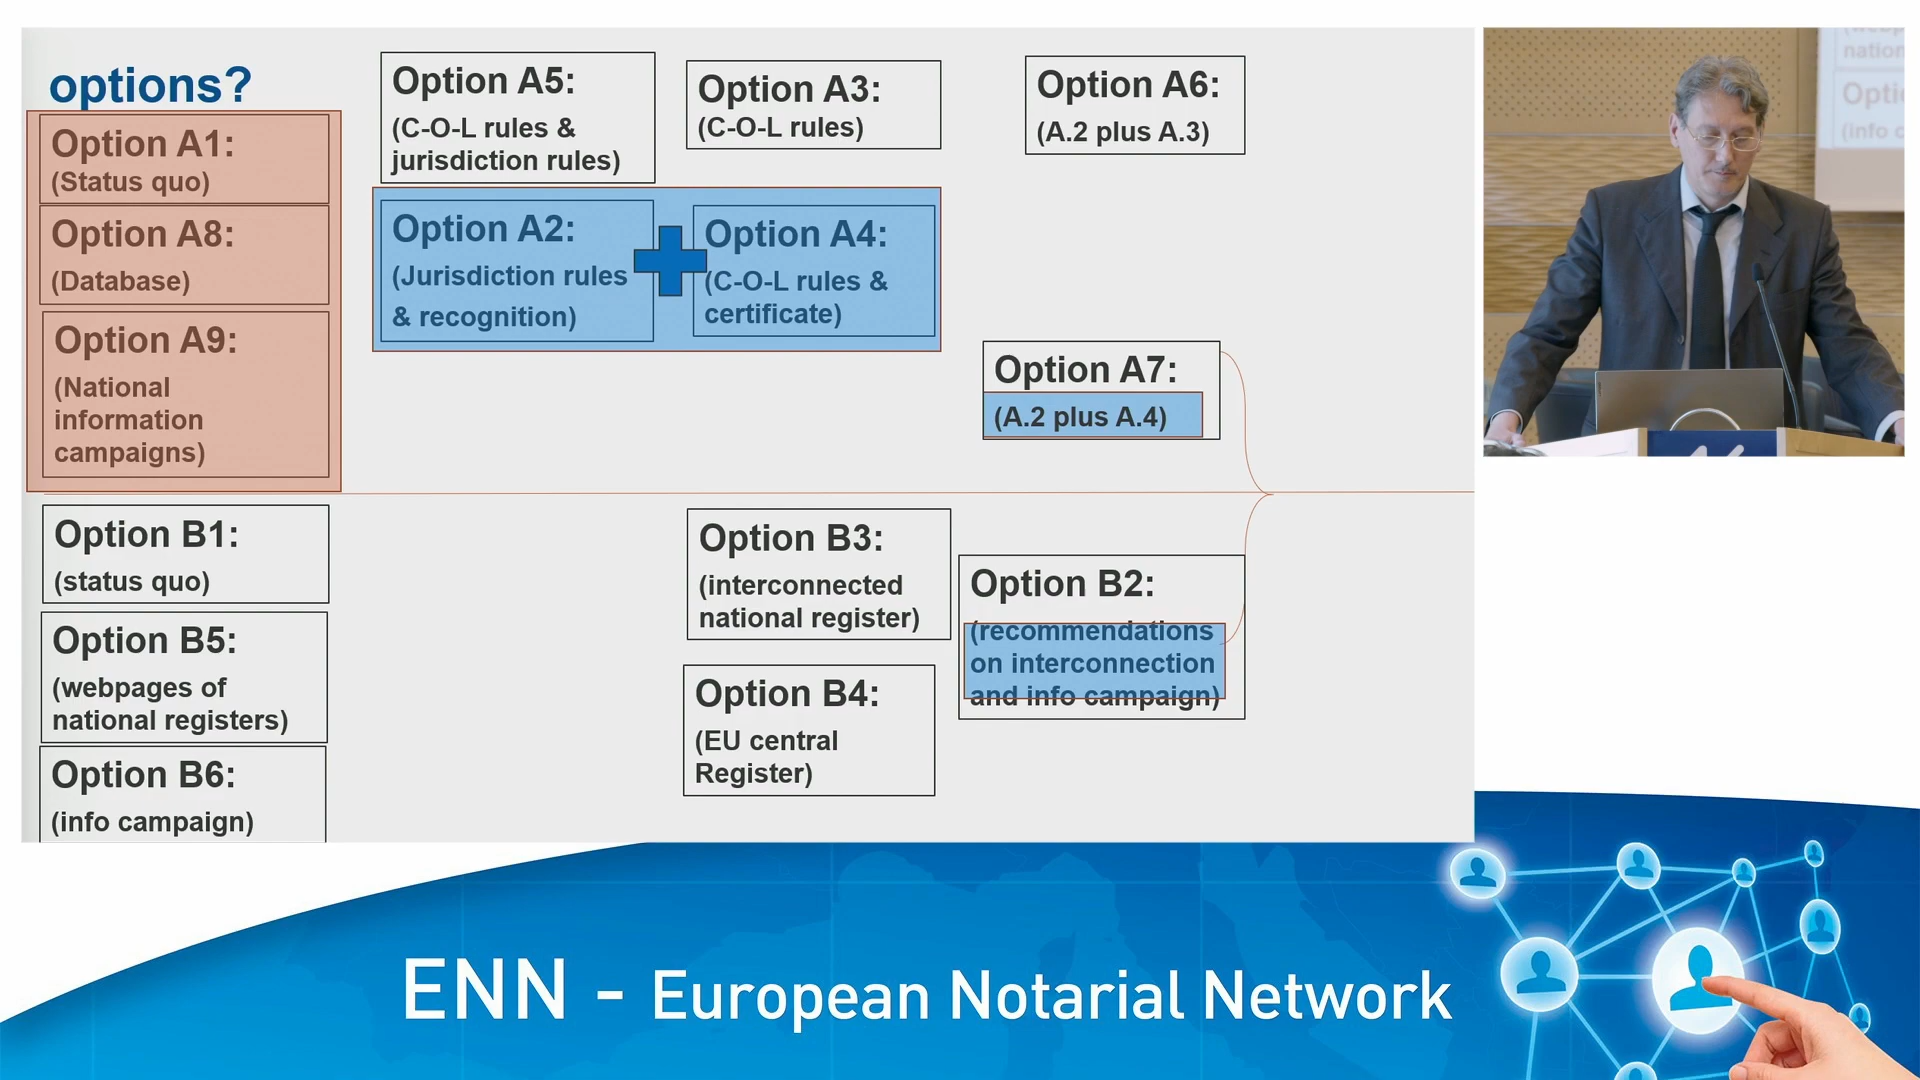 options?
Option A1:
(Status quo)
Option A8:
(Database)
Option A9:
(National
information
campaigns)
Option A5:
(C-O-L rules &
jurisdiction rules)
Option A3:
(C-O-L rules)
Option A6:
(A.2 plus A.3)
Option A2:
(Jurisdiction rules
& recognition)
Option A4:
(C-O-L rules &
certificate)
Option A7:
(A.2 plus A.4)
Option B1:
(status quo)
Option B5:
(webpages of
national registers)
Option B6:
(info campaign)
Option B3:
(interconnected
national register)
Option B4:
(EU central
Register)
Option B2:
(recommendations
on interconnection
and info campaign)
ENN - European Notarial Network